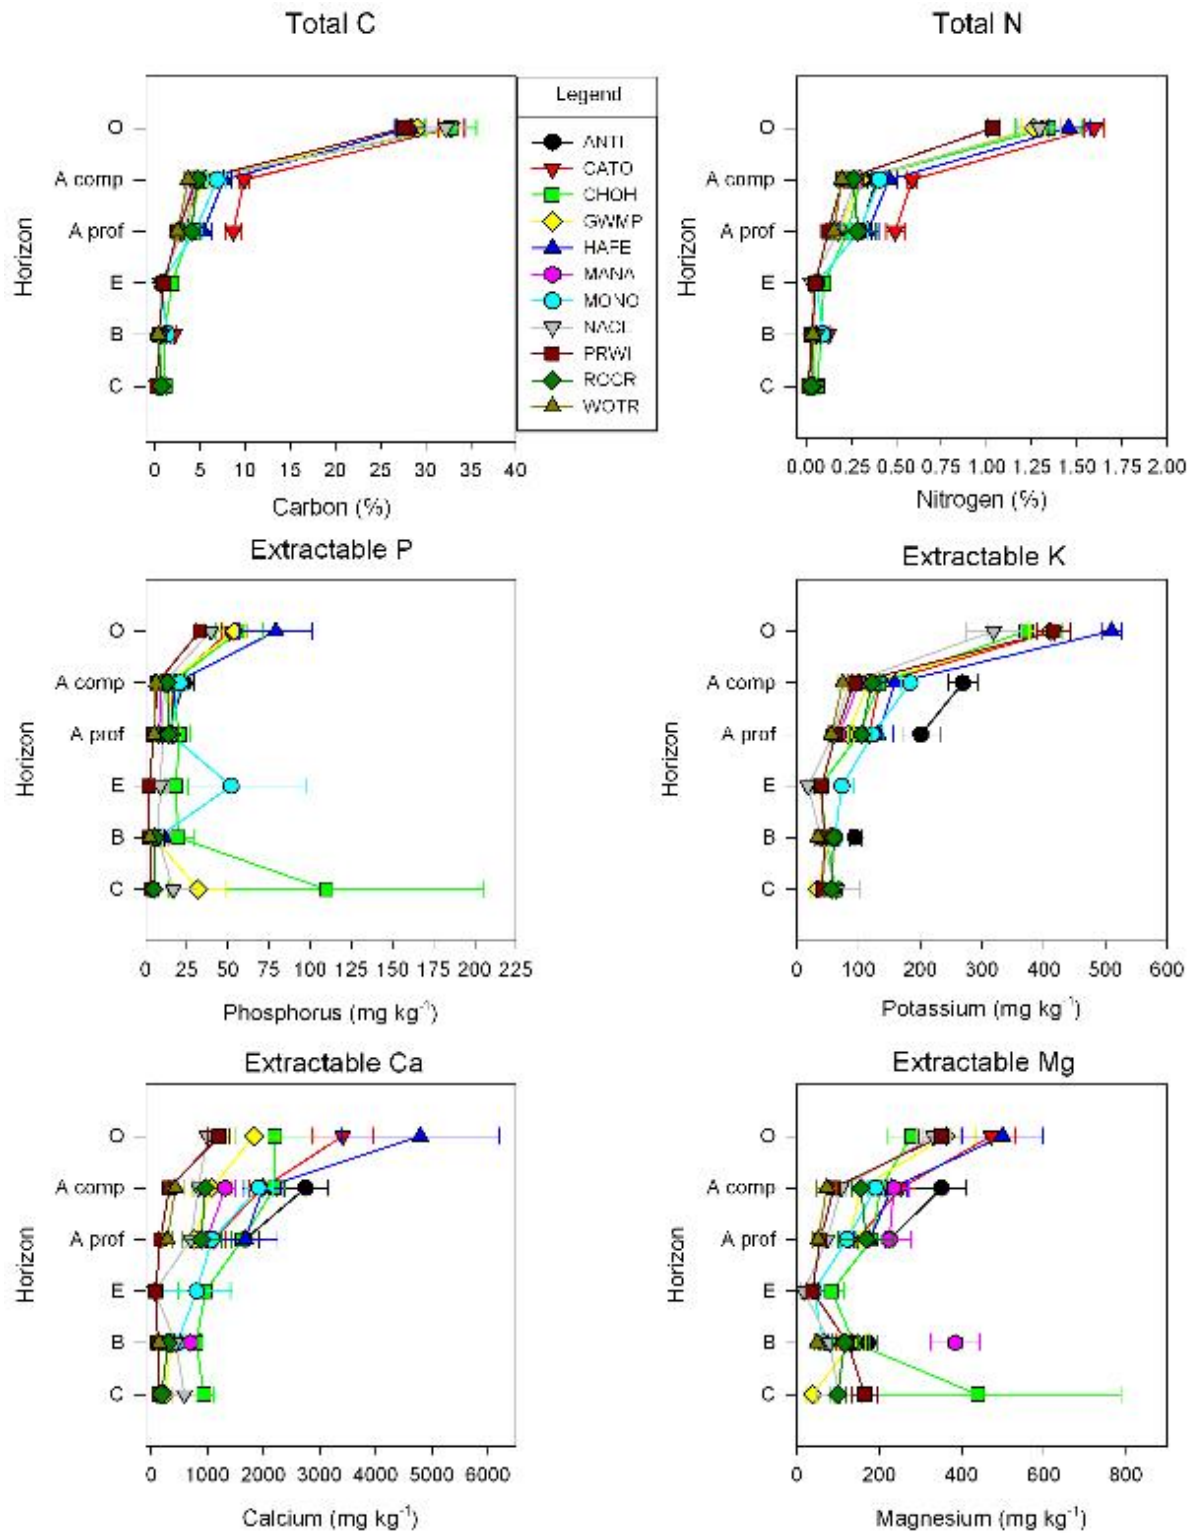 Total C
Total N
Horizon
O
A comp
A prof
E
B
C
0 5 10 15 20 25 30 35 40
Carbon (%)
Legend
ANTI
CATO
CHOH
GWMP
HAFE
MANA
MONO
NACE
PRWI
ROCR
WOTR
Horizon
O
A comp
A prof
E
B
C
0.00 0.25 0.50 0.75 1.00 1.25 1.50 1.75 2.00
Nitrogen (%)
Extractable P
Horizon
O
A comp
A prof
E
B
C
0 25 50 75 100 125 150 175 200 225
Phosphorus (mg kg⁻¹)
Extractable K
Horizon
O
A comp
A prof
E
B
C
0 100 200 300 400 500 600
Potassium (mg kg⁻¹)
Extractable Ca
Horizon
O
A comp
A prof
E
B
C
0 1000 2000 3000 4000 5000 6000
Calcium (mg kg⁻¹)
Extractable Mg
Horizon
O
A comp
A prof
E
B
C
0 200 400 600 800
Magnesium (mg kg⁻¹)